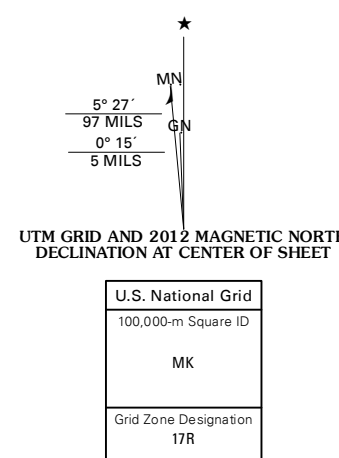 ★
MN
5° 27´
97 MILS
GN
0° 15´
5 MILS
UTM GRID AND 2012 MAGNETIC NORTH
DECLINATION AT CENTER OF SHEET
U.S. National Grid
100,000-m Square ID
MK
Grid Zone Designation
17R